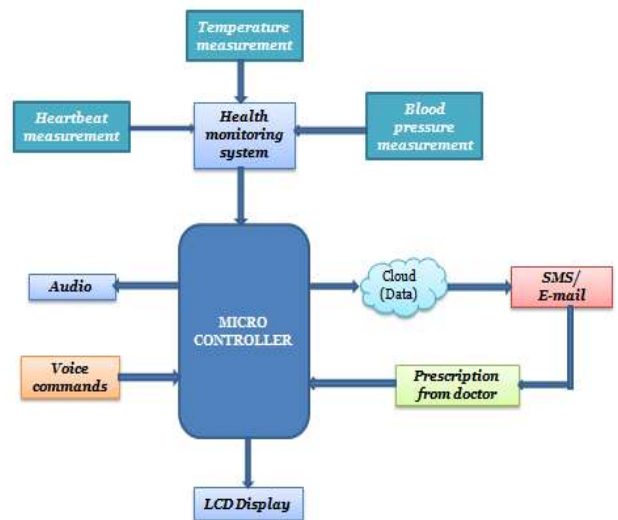 Temperature
measurement
Heartbeat
measurement
Health
monitoring
system
Blood
pressure
measurement
Audio
MICRO
CONTROLLER
Cloud
(Data)
SMS/
E-mail
Voice
commands
Prescription
from doctor
LCD Display